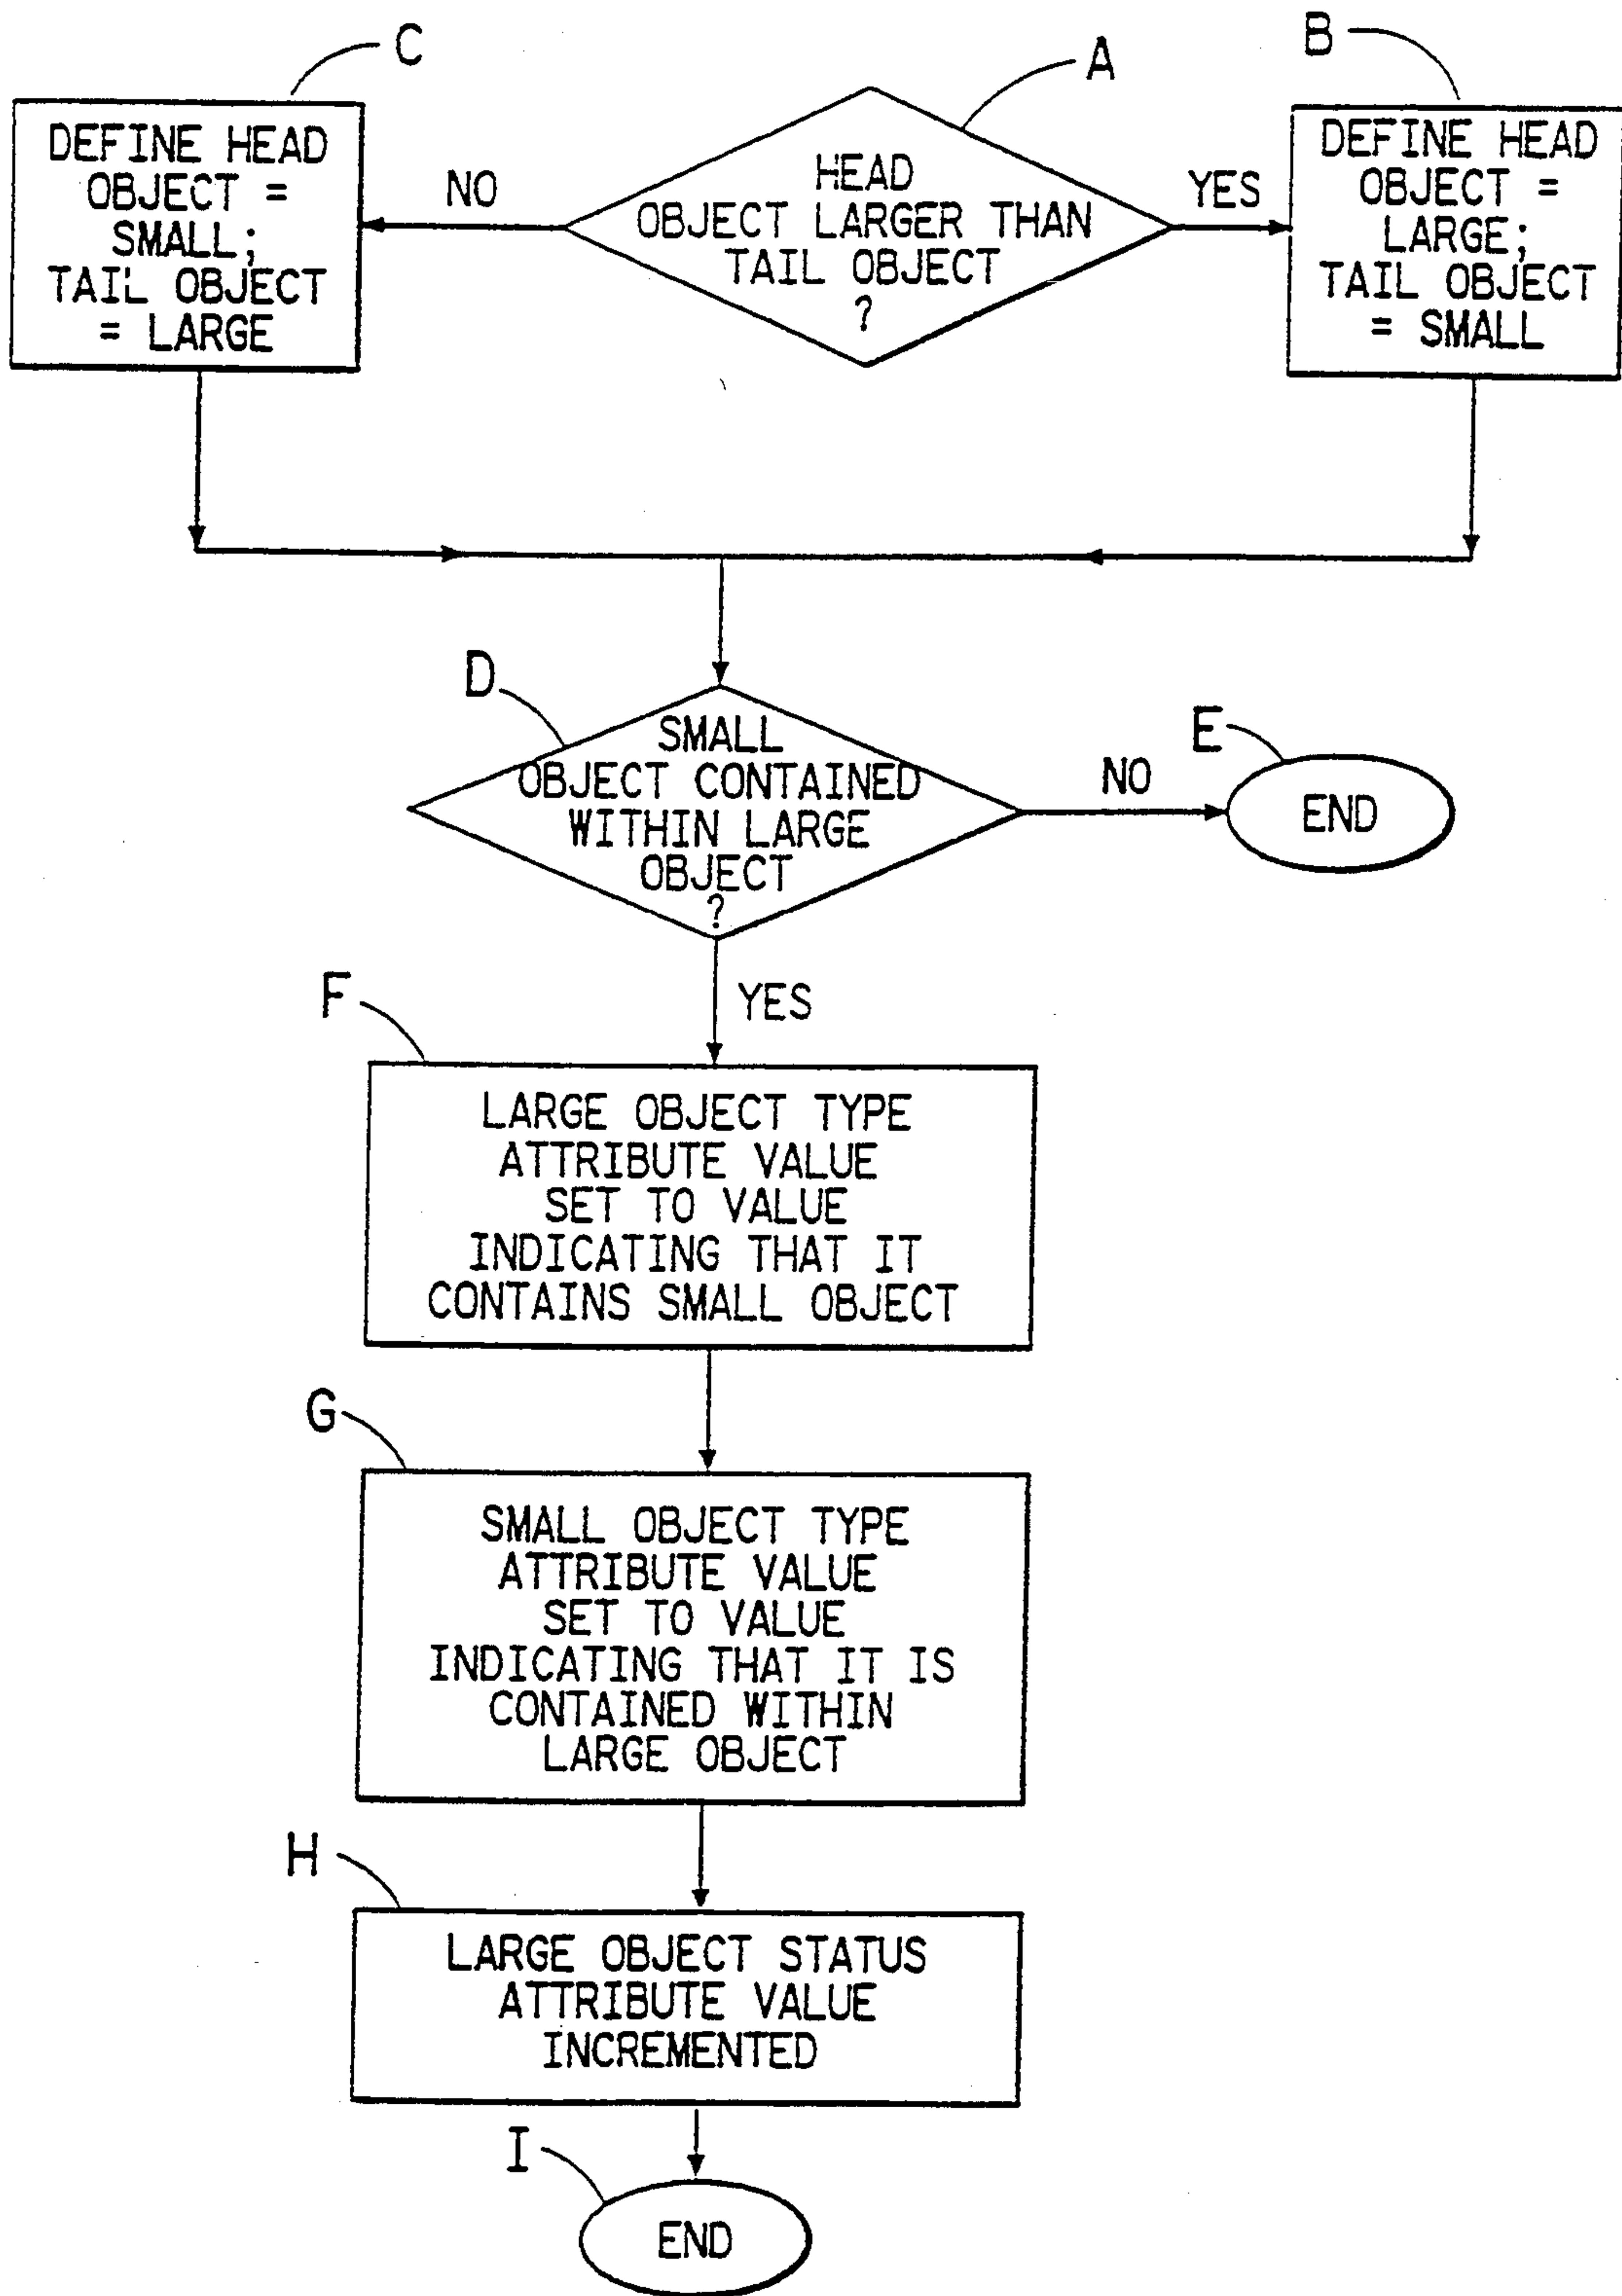 C
A
B
DEFINE HEAD
OBJECT =
SMALL;
TAIL OBJECT
= LARGE
NO
HEAD
OBJECT LARGER THAN
TAIL OBJECT
?
YES
DEFINE HEAD
OBJECT =
LARGE;
TAIL OBJECT
= SMALL
D
SMALL
OBJECT CONTAINED
WITHIN LARGE
OBJECT
?
NO
E
END
YES
F
LARGE OBJECT TYPE
ATTRIBUTE VALUE
SET TO VALUE
INDICATING THAT IT
CONTAINS SMALL OBJECT
G
SMALL OBJECT TYPE
ATTRIBUTE VALUE
SET TO VALUE
INDICATING THAT IT IS
CONTAINED WITHIN
LARGE OBJECT
H
LARGE OBJECT STATUS
ATTRIBUTE VALUE
INCREMENTED
I
END